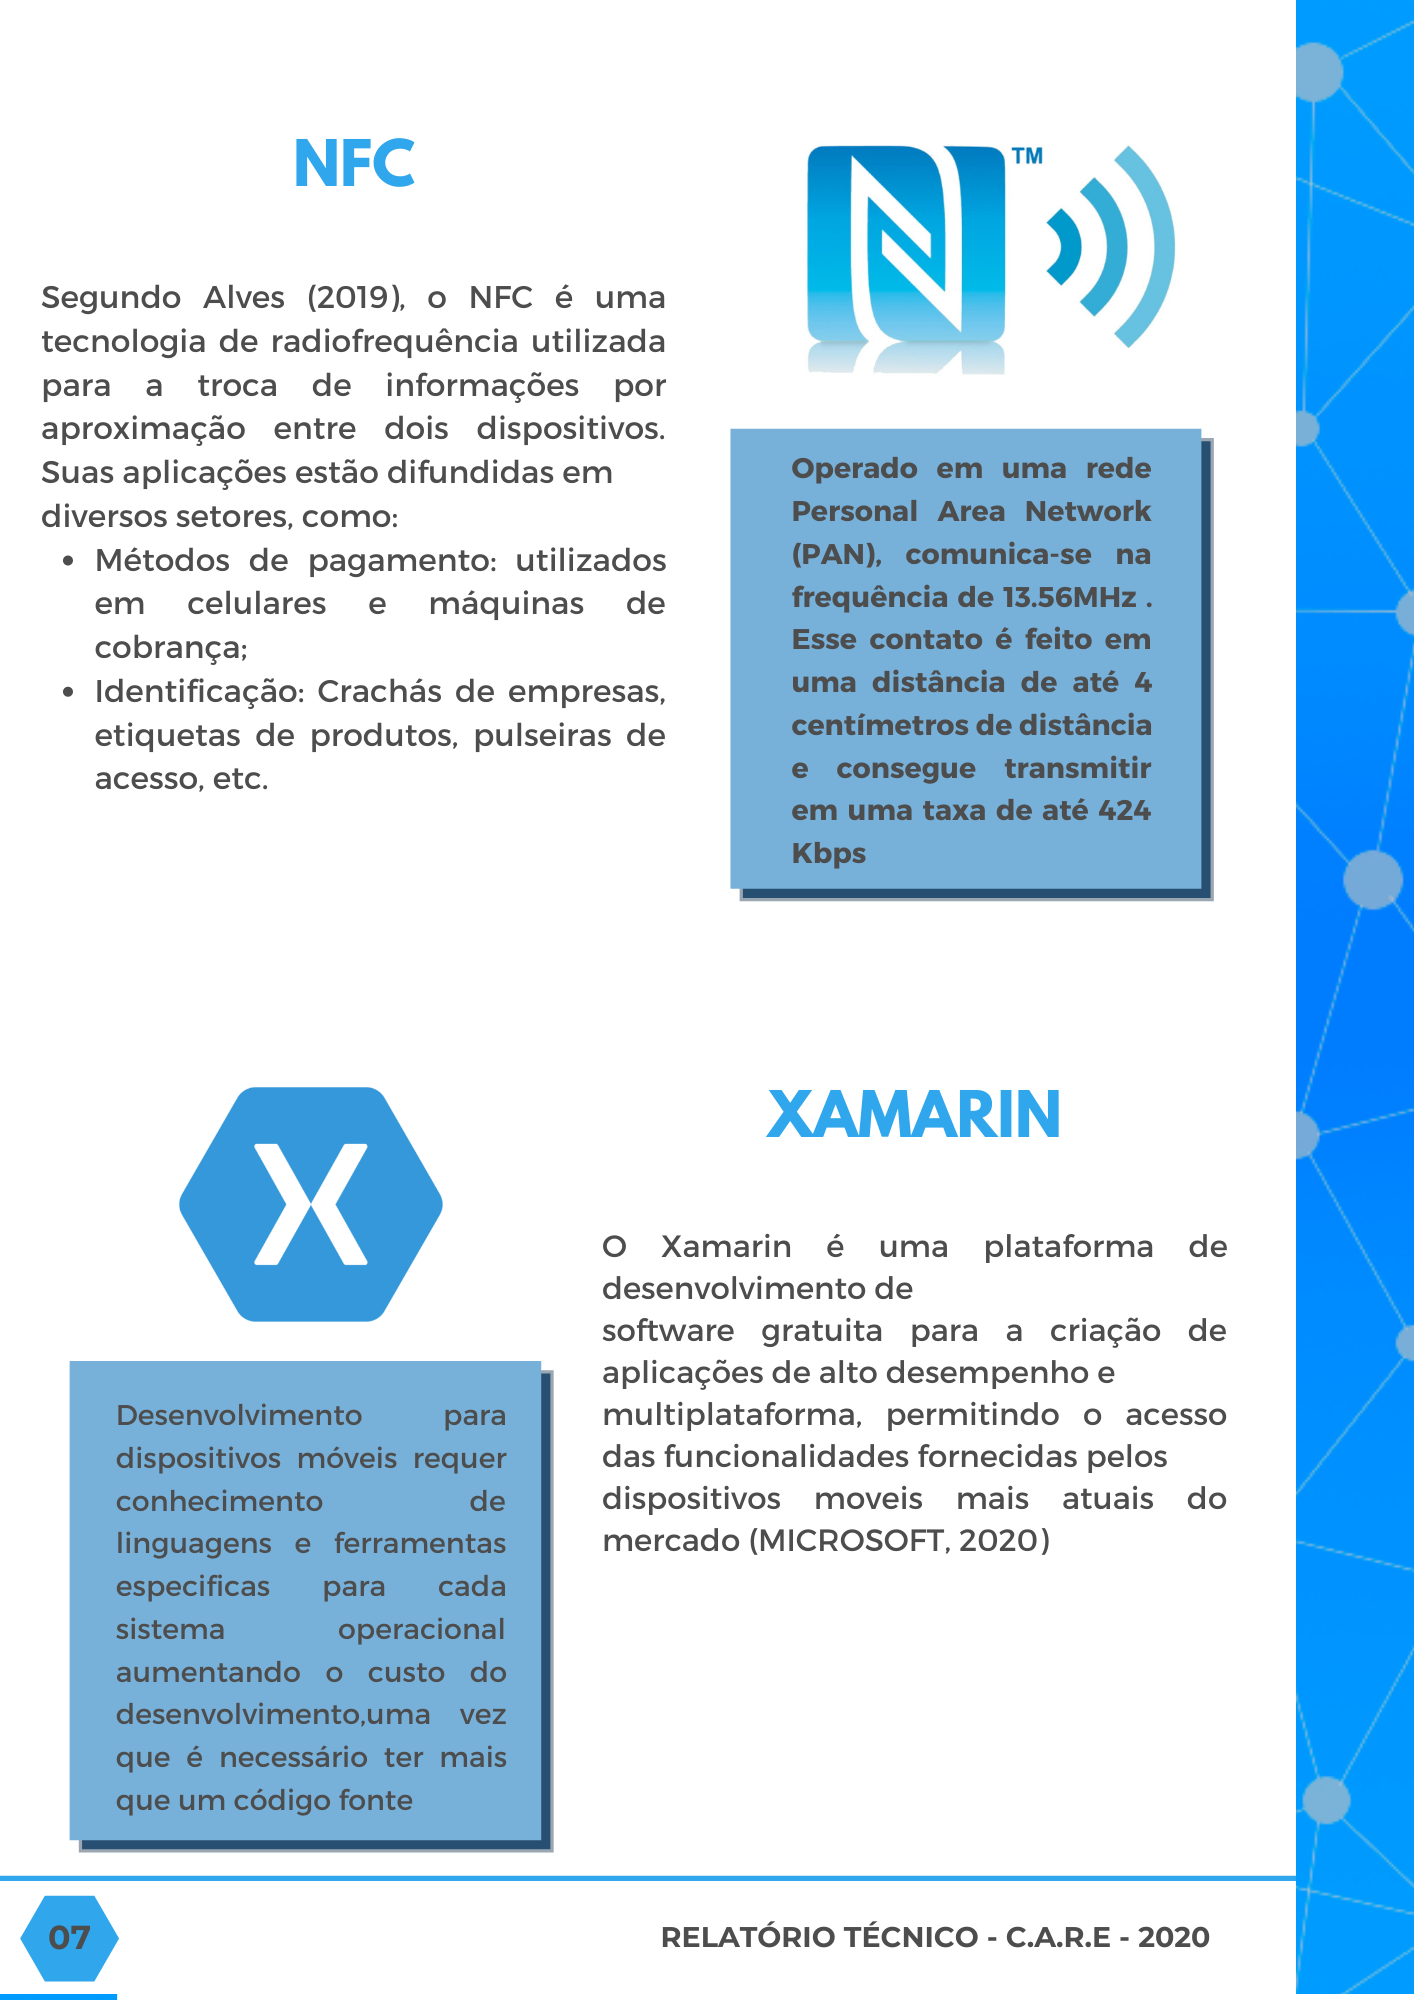 NFC
Segundo Alves (2019), o NFC é uma
tecnologia de radiofrequência utilizada
para a troca de informações por
aproximação entre dois dispositivos.
Suas aplicações estão difundidas em
diversos setores, como:
• Métodos de pagamento: utilizados
em celulares e máquinas de
cobrança;
• Identificação: Crachás de empresas,
etiquetas de produtos, pulseiras de
acesso, etc.
N TM
Operado em uma rede
Personal Area Network
(PAN), comunica-se na
frequência de 13.56MHz .
Esse contato é feito em
uma distância de até 4
centímetros de distância
e consegue transmitir
em uma taxa de até 424
Kbps
X
Desenvolvimento para
dispositivos móveis requer
conhecimento de
linguagens e ferramentas
especificas para cada
sistema operacional
aumentando o custo do
desenvolvimento,uma vez
que é necessário ter mais
que um código fonte
XAMARIN
O Xamarin é uma plataforma de
desenvolvimento de
software gratuita para a criação de
aplicações de alto desempenho e
multiplataforma, permitindo o acesso
das funcionalidades fornecidas pelos
dispositivos moveis mais atuais do
mercado (MICROSOFT, 2020)
07
RELATÓRIO TÉCNICO - C.A.R.E - 2020